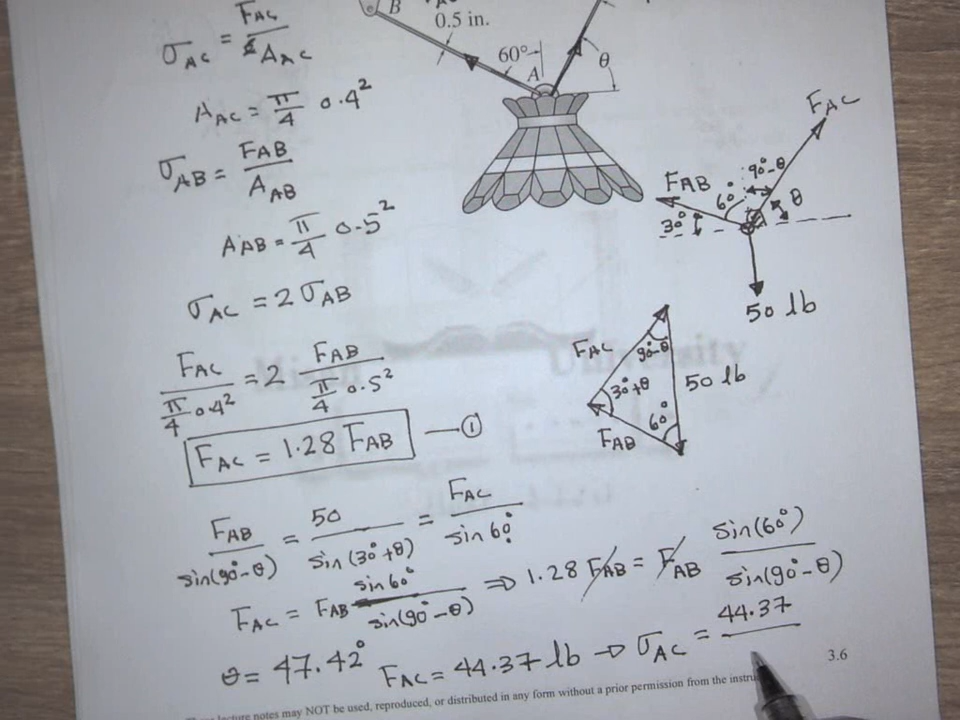 σAC = FAC / AAC
B
0.5 in.
60°
A
θ
AAC = π/4 0.4²
FAC
σAB = FAB / AAB
FAB
60°
90°-θ
θ
30°
AAB = π/4 0.5²
50 lb
σAC = 2 σAB
FAC / π/4 0.4² = 2 FAB / π/4 0.5²
FAC
90°-θ
30°+θ
50 lb
60°
FAB
FAC = 1.28 FAB — ①
FAB / sin(90°-θ) = 50 / sin(30°+θ) = FAC / sin 60°
FAC = FAB sin 60° / sin(90°-θ) ⇒ 1.28 FAB = FAB sin(60°) / sin(90°-θ)
θ = 47.42° FAC = 44.37 lb → σAC = 44.37
3.6
lecture notes may NOT be used, reproduced, or distributed in any form without a prior permission from the